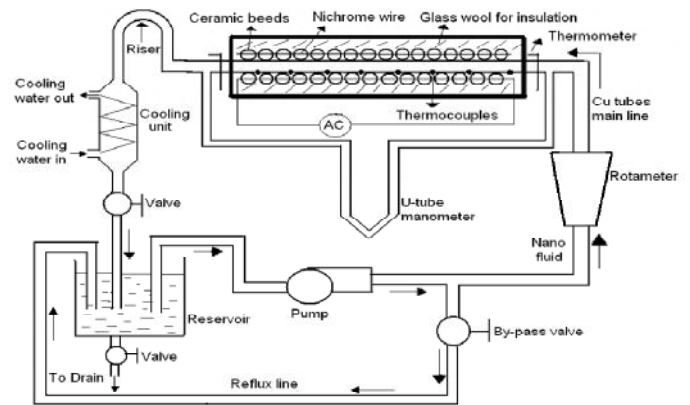 Ceramic beeds
Nichrome wire
Glass wool for insulation
Thermometer
Riser
Cooling
water out
Cooling
unit
Cooling
water in
AC
Thermocouples
Cu tubes
main line
U-tube
manometer
Rotameter
Valve
Nano
fluid
Reservoir
Pump
By-pass valve
Valve
To Drain
Reflux line